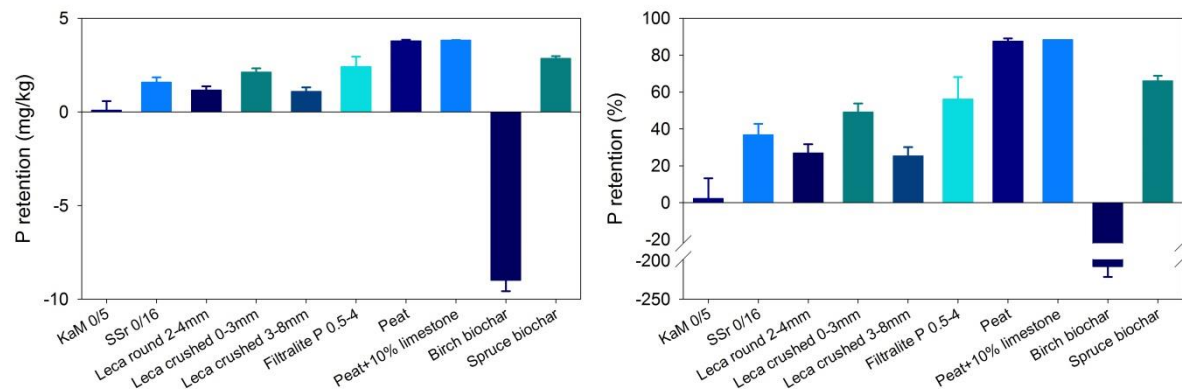 P retention (mg/kg)
5
0
-5
-10
KaM 0/5
SSr 0/16
Leca round 2-4mm
Leca crushed 0-3mm
Leca crushed 3-8mm
Filtralite P 0.5-4
Peat
Peat+10% limestone
Birch biochar
Spruce biochar
P retention (%)
100
80
60
40
20
0
-20
-200
-250
KaM 0/5
SSr 0/16
Leca round 2-4mm
Leca crushed 0-3mm
Leca crushed 3-8mm
Filtralite P 0.5-4
Peat
Peat+10% limestone
Birch biochar
Spruce biochar